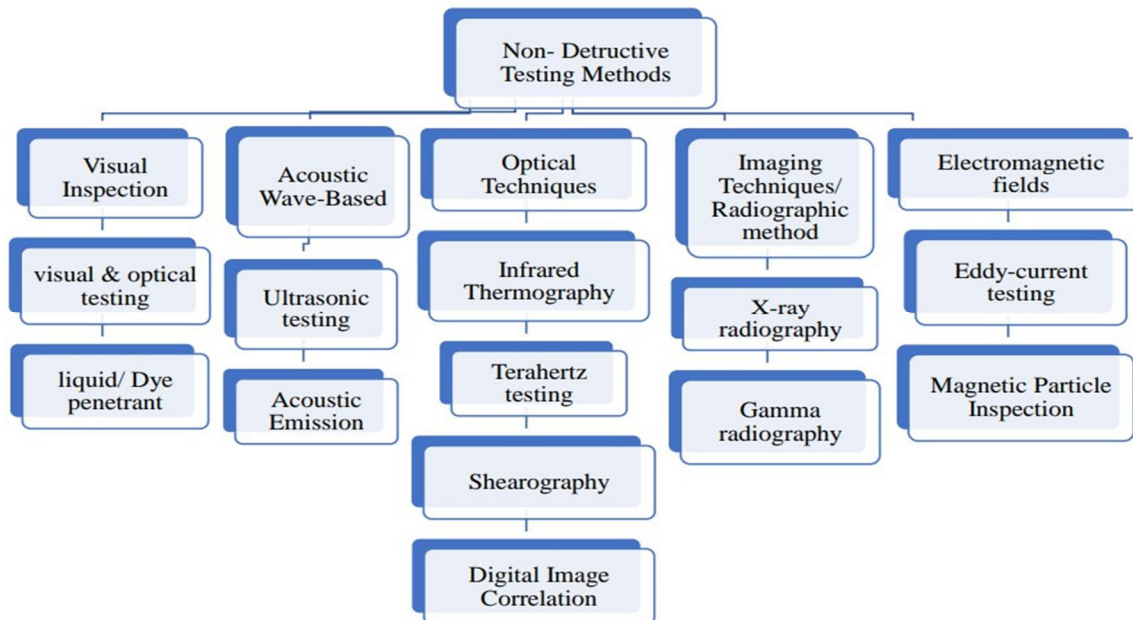 Non- Detructive
Testing Methods
Visual
Inspection
visual & optical
testing
liquid/ Dye
penetrant
Acoustic
Wave-Based
Ultrasonic
testing
Acoustic
Emission
Optical
Techniques
Infrared
Thermography
Terahertz
testing
Shearography
Digital Image
Correlation
Imaging
Techniques/
Radiographic
method
X-ray
radiography
Gamma
radiography
Electromagnetic
fields
Eddy-current
testing
Magnetic Particle
Inspection